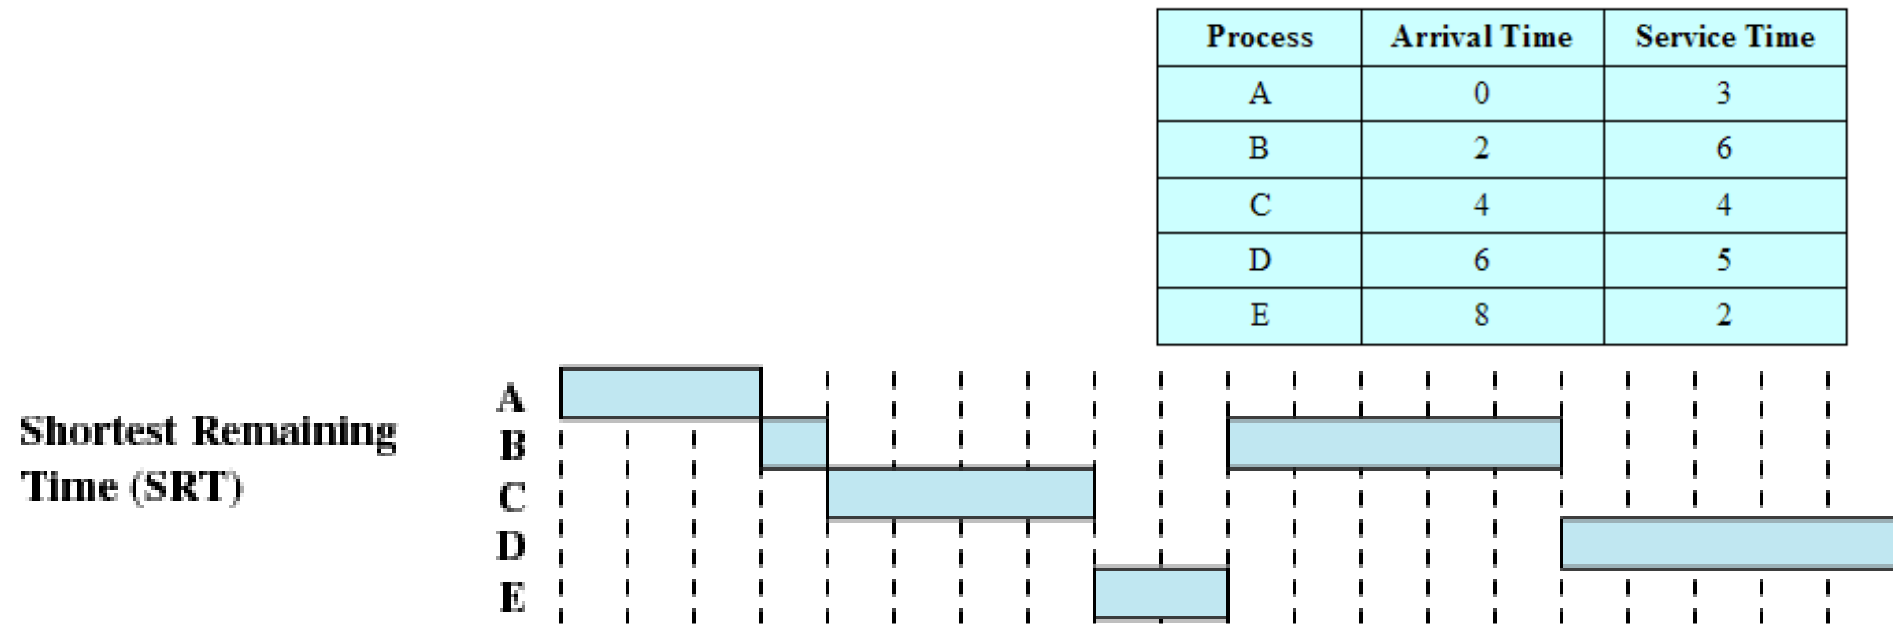 Process Arrival Time Service Time
A 0 3
B 2 6
C 4 4
D 6 5
E 8 2
Shortest Remaining
Time (SRT)
A
B
C
D
E